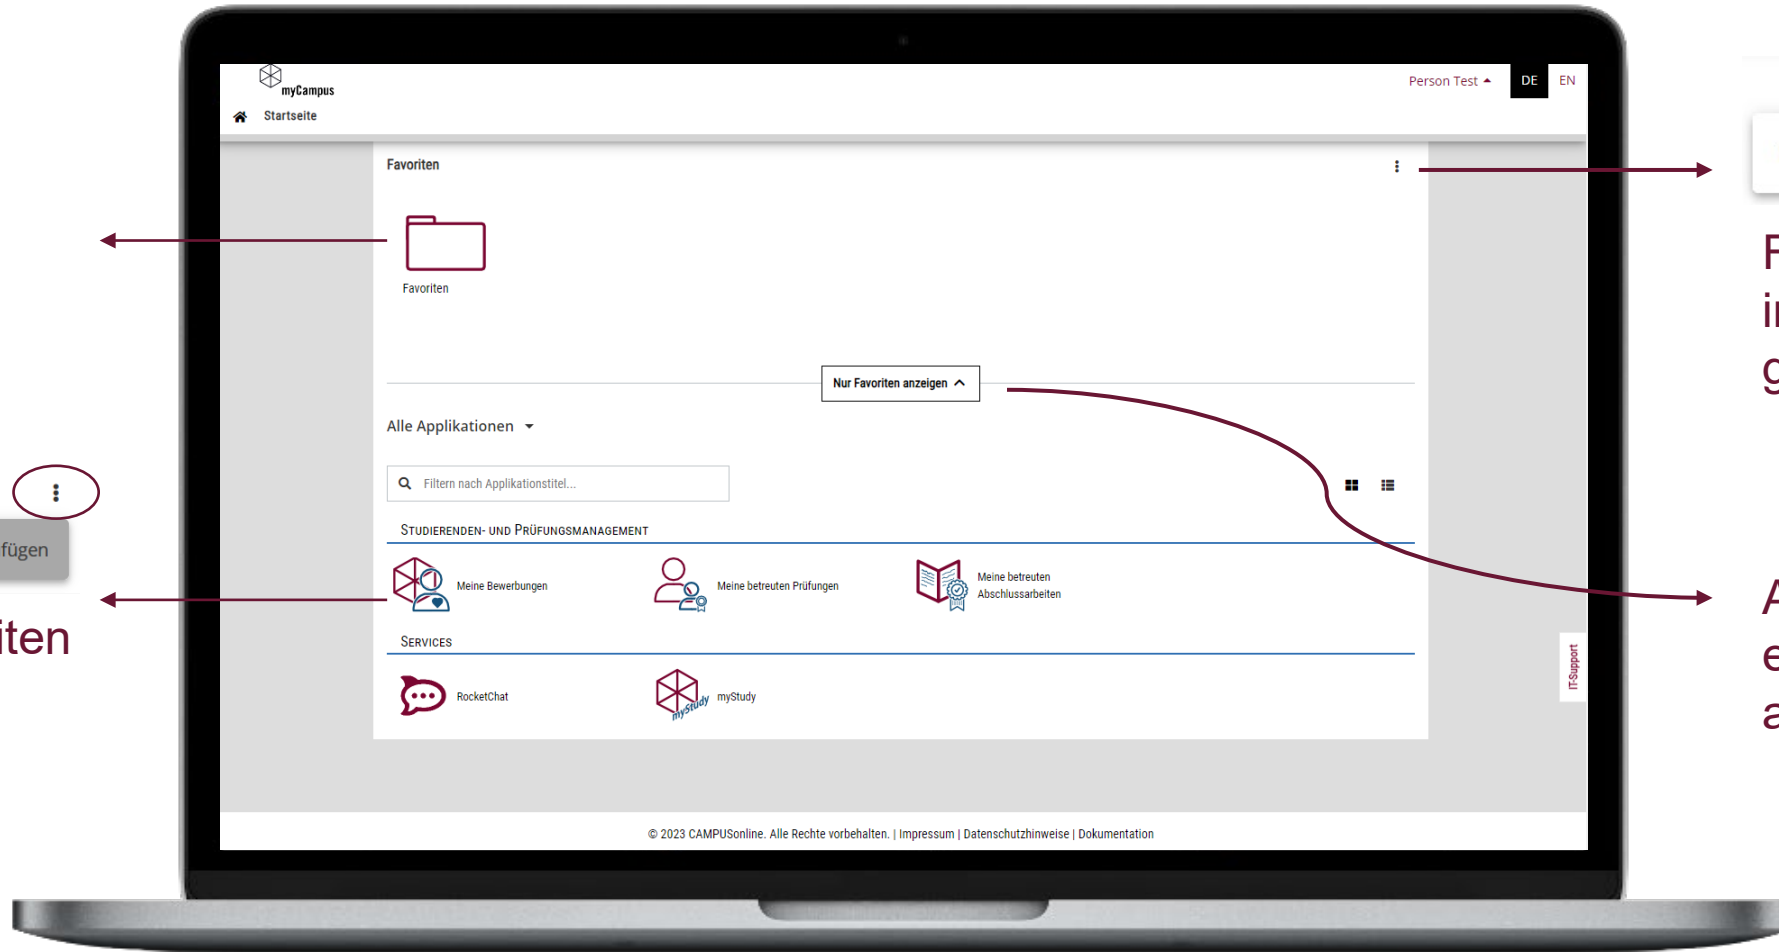 myCampus
Person Test
DE
EN
Startseite
Favoriten
Favoriten
Nur Favoriten anzeigen
Alle Applikationen
Filtern nach Applikationstitel...
STUDIERENDEN- UND PRÜFUNGSMANAGEMENT
Meine Bewerbungen
Meine betreuten Prüfungen
Meine betreuten
Abschlussarbeiten
SERVICES
RocketChat
myStudy
myStudy
IT-Support
© 2023 CAMPUSonline. Alle Rechte vorbehalten. | Impressum | Datenschutzhinweise | Dokumentation
fügen
iten